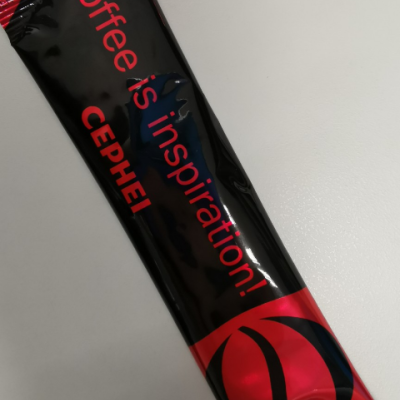 offee is inspiration!
CEPHEI